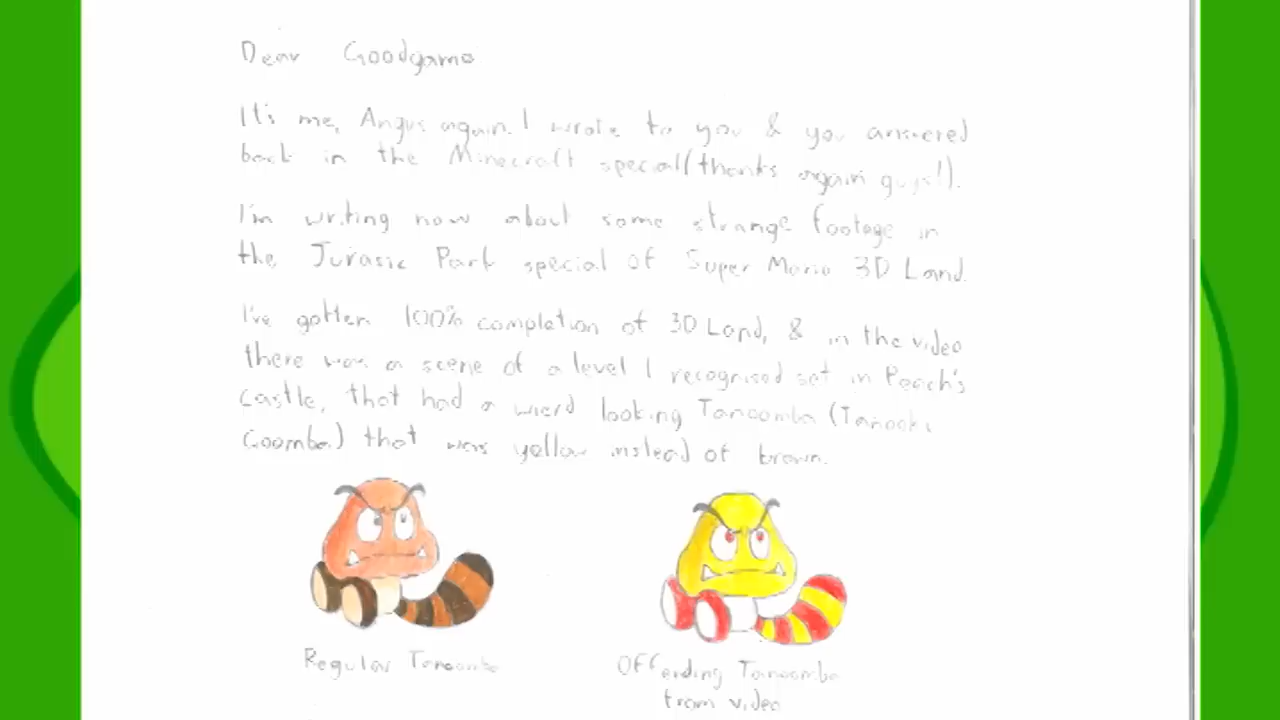 Dear Goodgame
It's me, Angus again. I wrote to you & you answered
back in the Minecraft special (thanks again guys!).
I'm writing now about some strange footage in
the Jurasic Park special of Super Mario 3D Land.
I've gotten 100% completion of 3D Land, & in the video
there was a scene of a level I recognised set in Peach's
castle, that had a wierd looking Tanoomba (Tanooki
Goomba) that was yellow instead of brown.
Regular Tanoomba
Offending Tanoomba
from video